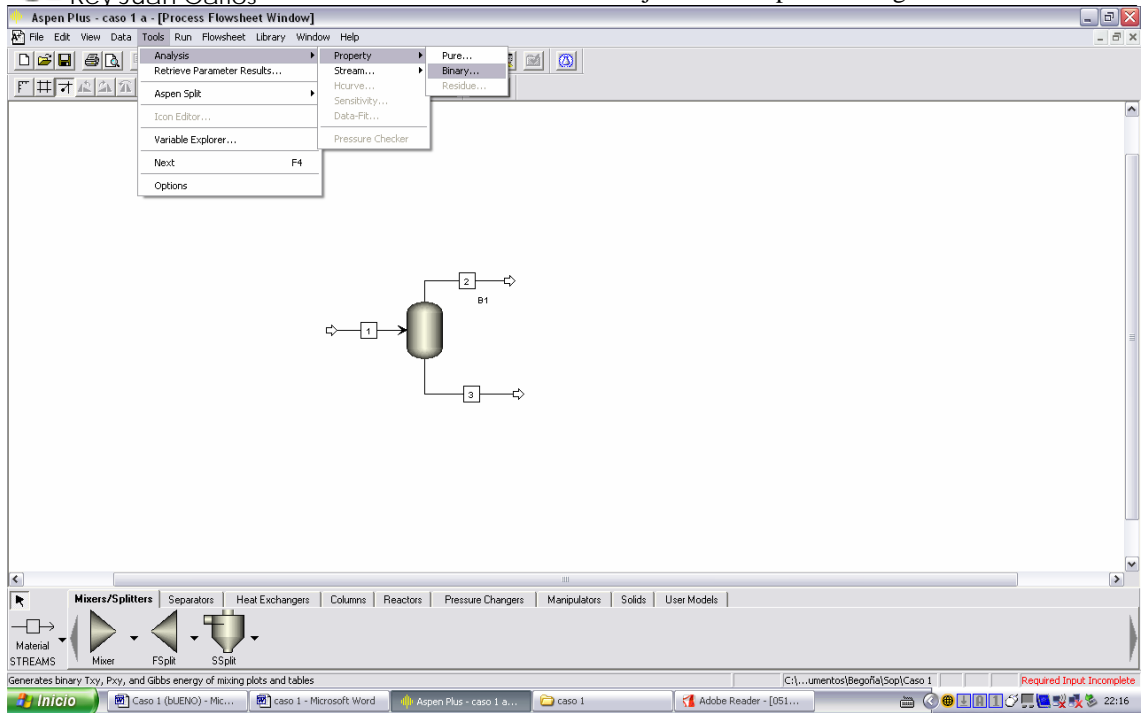 Rey Juan Carlos
Aspen Plus - caso 1 a - [Process Flowsheet Window]
File Edit View Data Tools Run Flowsheet Library Window Help
Analysis
Retrieve Parameter Results...
Aspen Split
Icon Editor...
Variable Explorer...
Next F4
Options
Property
Stream...
Hcurve...
Sensitivity...
Data-Fit...
Pressure Checker
Pure...
Binary...
Residue...
2
B1
1
3
Mixers/Splitters Separators Heat Exchangers Columns Reactors Pressure Changers Manipulators Solids User Models
Material
STREAMS Mixer FSplit SSplit
Generates binary Txy, Pxy, and Gibbs energy of mixing plots and tables C:\...umentos\Begoña\Sop\Caso 1 Required Input Incomplete
Inicio Caso 1 (bUENO) - Mic... caso 1 - Microsoft Word Aspen Plus - caso 1 a... caso 1 Adobe Reader - [051... 22:16